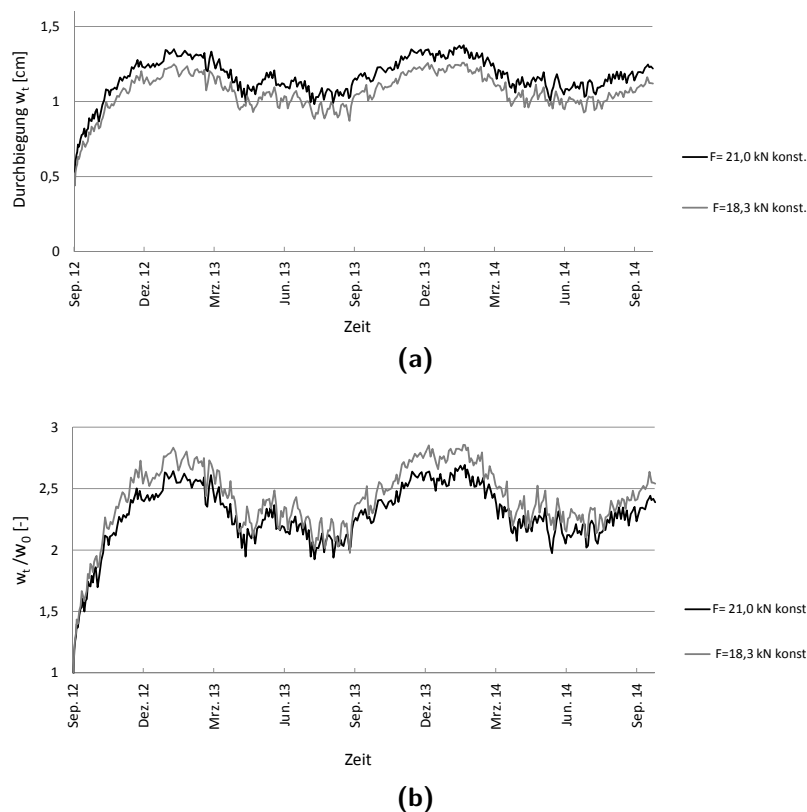 1,5
1
0,5
0
Durchbiegung wt [cm]
Sep. 12
Dez. 12
Mrz. 13
Jun. 13
Sep. 13
Dez. 13
Mrz. 14
Jun. 14
Sep. 14
Zeit
F= 21,0 kN konst.
F=18,3 kN konst.
(a)
3
2,5
2
1,5
1
wt /w0 [-]
Sep. 12
Dez. 12
Mrz. 13
Jun. 13
Sep. 13
Dez. 13
Mrz. 14
Jun. 14
Sep. 14
Zeit
F= 21,0 kN konst
F=18,3 kN konst
(b)